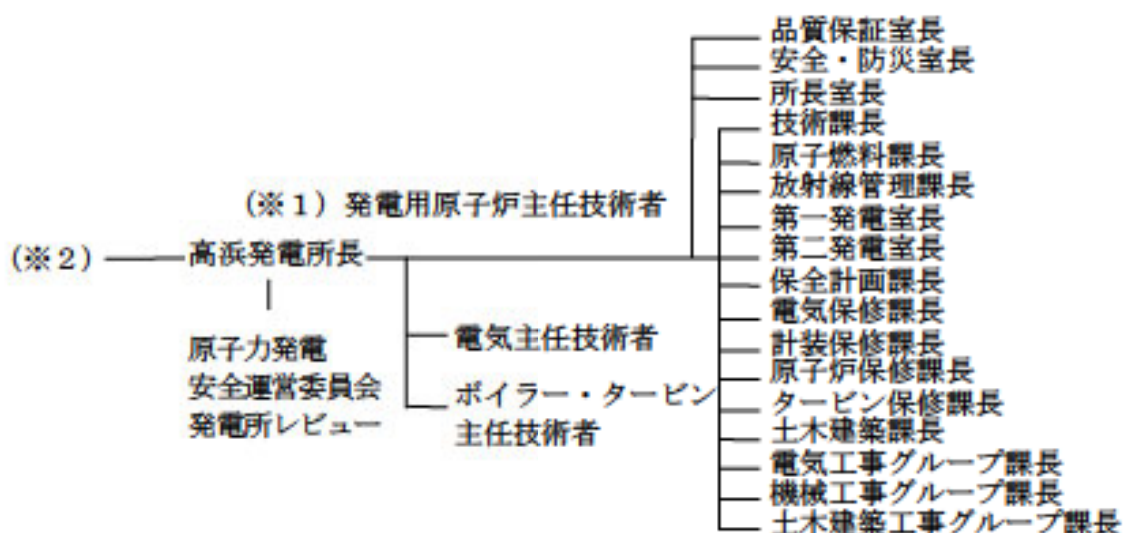 品質保証室長
安全・防災室長
所長室長
技術課長
原子燃料課長
放射線管理課長
(※1)発電用原子炉主任技術者
第一発電室長
第二発電室長
(※2)
高浜発電所長
保全計画課長
電気保修課長
計装保修課長
原子炉保修課長
タービン保修課長
土木建築課長
電気工事グループ課長
機械工事グループ課長
土木建築工事グループ課長
電気主任技術者
ボイラー・タービン
主任技術者
原子力発電
安全運営委員会
発電所レビュー